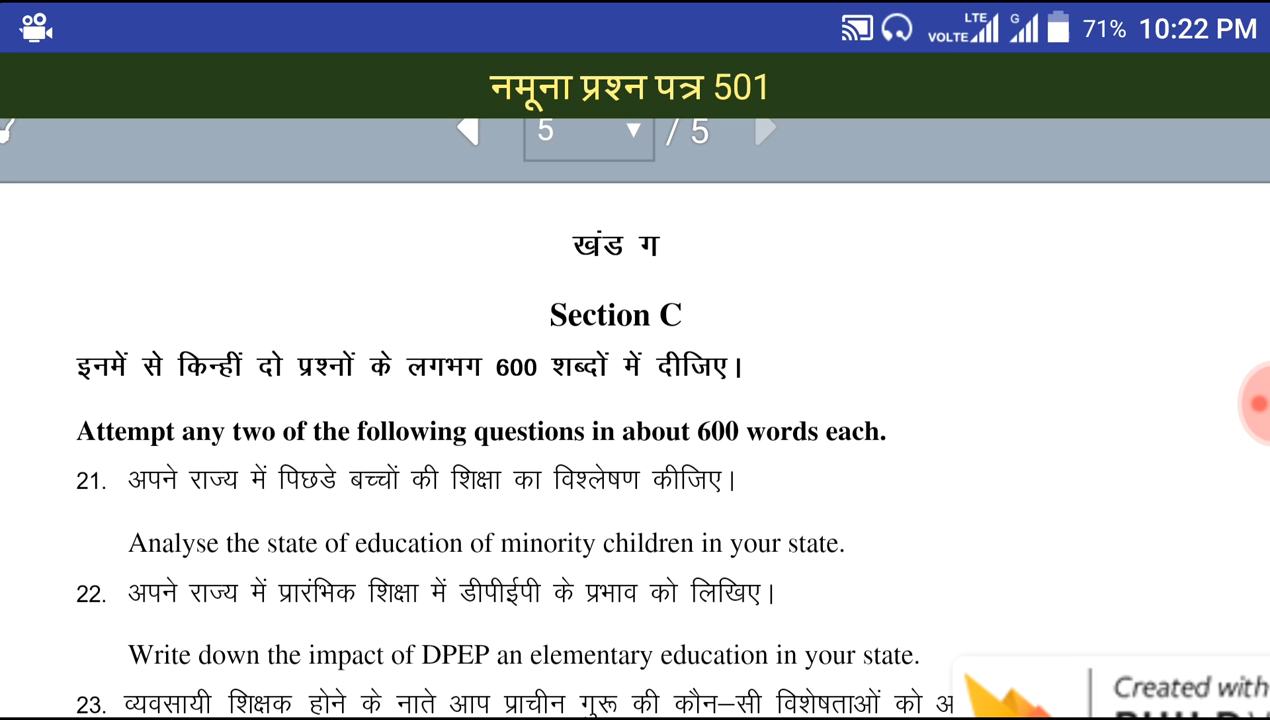 LTE G
VOLTE 71% 10:22 PM
नमूना प्रश्न पत्र 501
5 ▼ / 5
खंड ग
Section C
इनमें से किन्हीं दो प्रश्नों के लगभग 600 शब्दों में दीजिए।
Attempt any two of the following questions in about 600 words each.
21. अपने राज्य में पिछडे बच्चों की शिक्षा का विश्लेषण कीजिए।
Analyse the state of education of minority children in your state.
22. अपने राज्य में प्रारंभिक शिक्षा में डीपीईपी के प्रभाव को लिखिए।
Write down the impact of DPEP an elementary education in your state.
23. व्यवसायी शिक्षक होने के नाते आप प्राचीन गुरू की कौन–सी विशेषताओं को अ
Created with